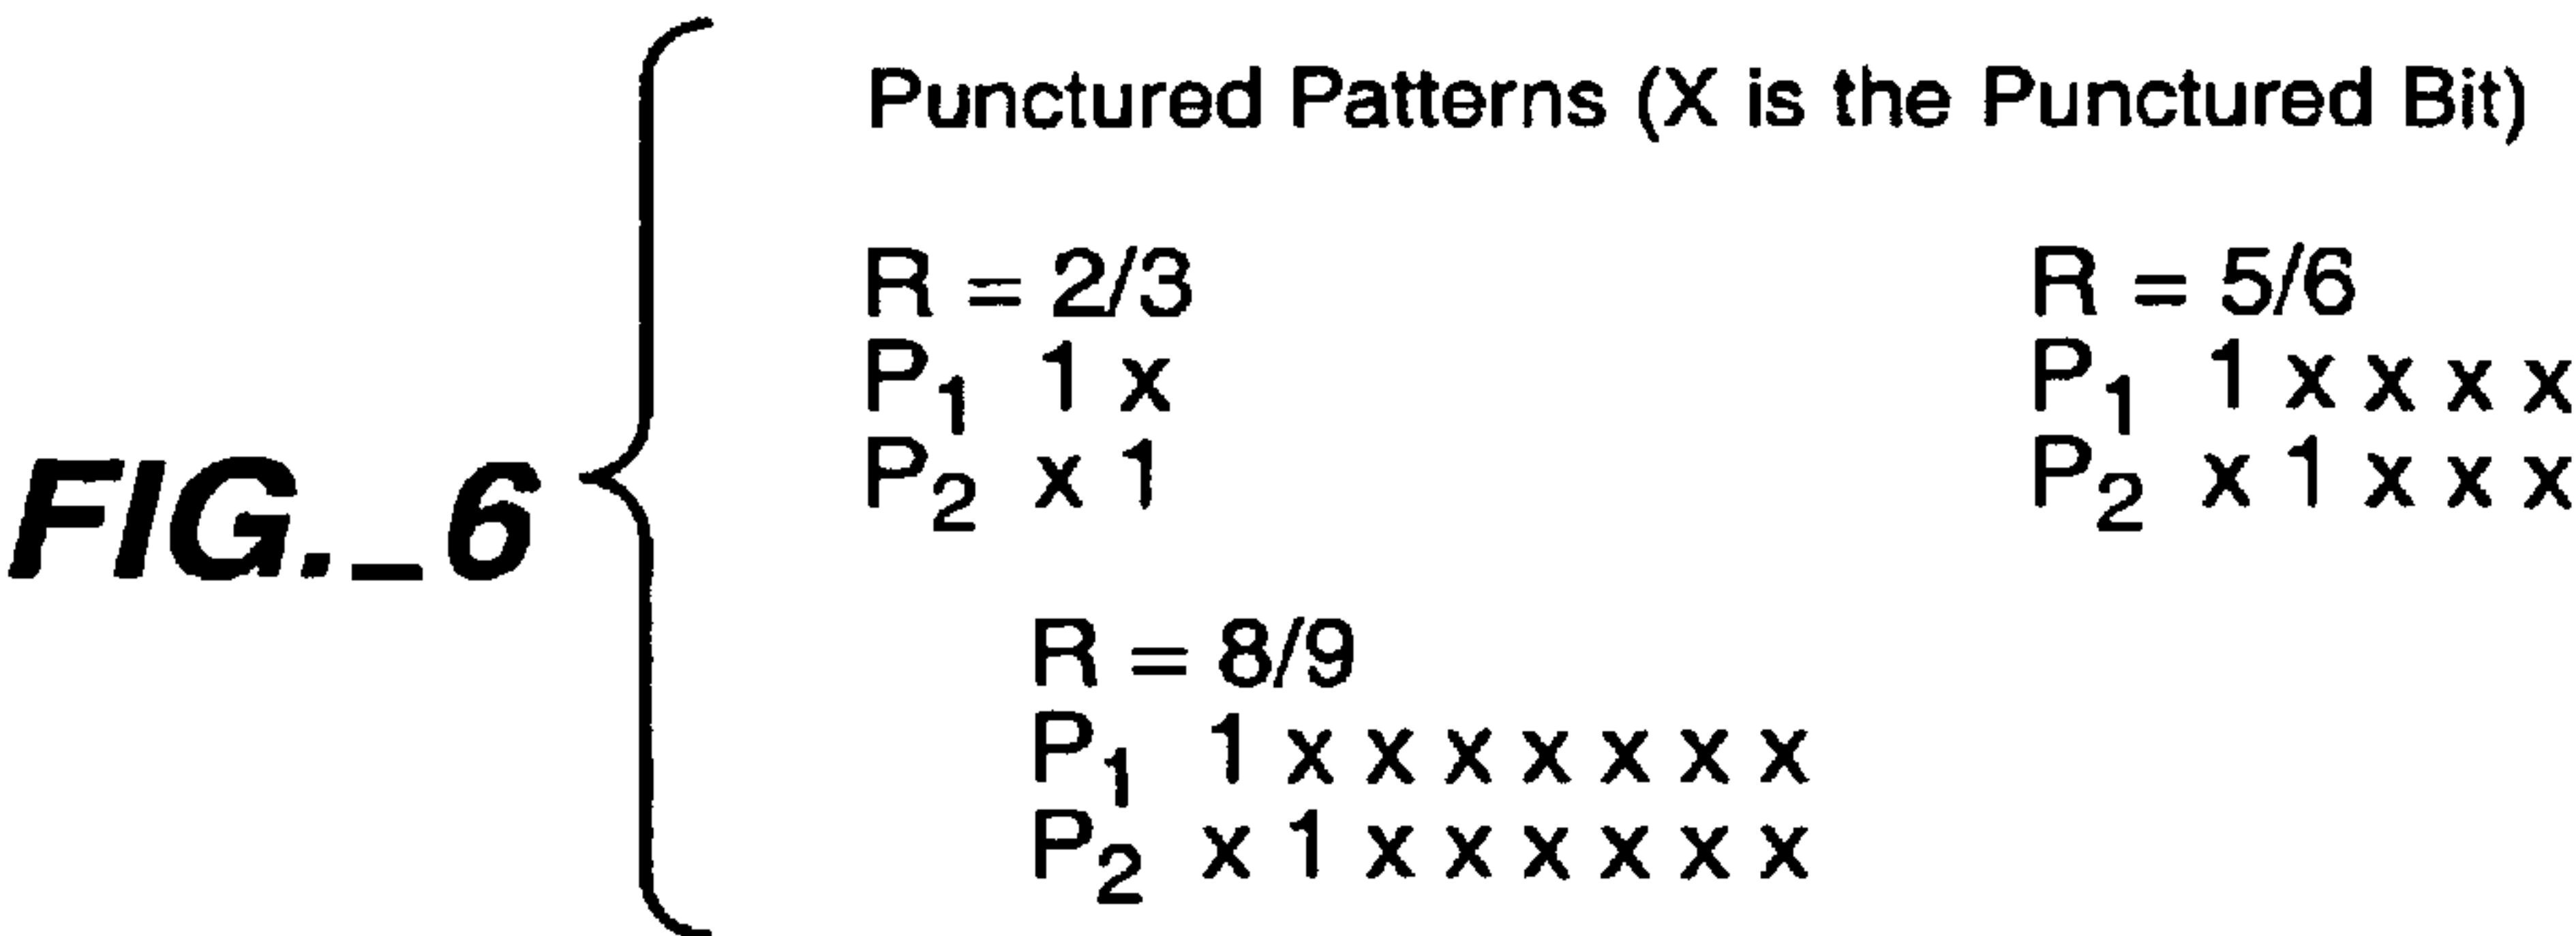 FIG._6
Punctured Patterns (X is the Punctured Bit)
R = 2/3
P1 1 x
P2 x 1
R = 5/6
P1 1 x x x x
P2 x 1 x x x
R = 8/9
P1 1 x x x x x x x
P2 x 1 x x x x x x